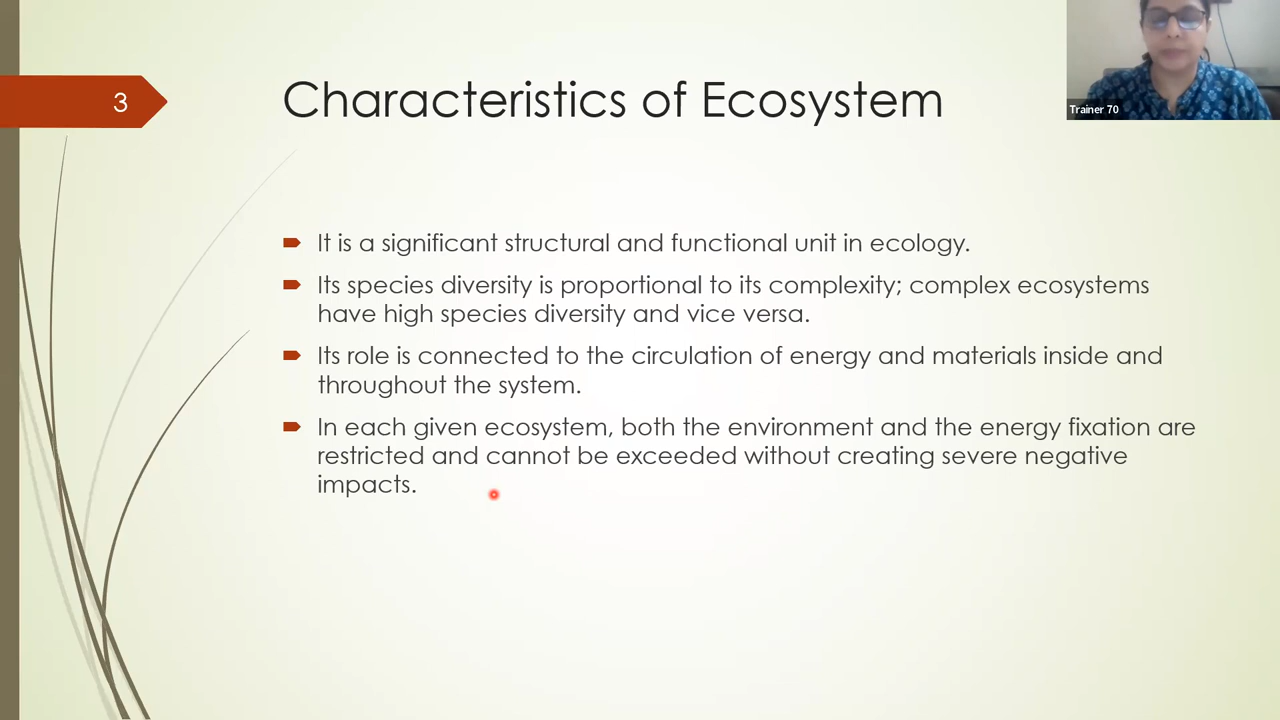 3
Characteristics of Ecosystem
Trainer 70
It is a significant structural and functional unit in ecology.
Its species diversity is proportional to its complexity; complex ecosystems
have high species diversity and vice versa.
Its role is connected to the circulation of energy and materials inside and
throughout the system.
In each given ecosystem, both the environment and the energy fixation are
restricted and cannot be exceeded without creating severe negative
impacts.